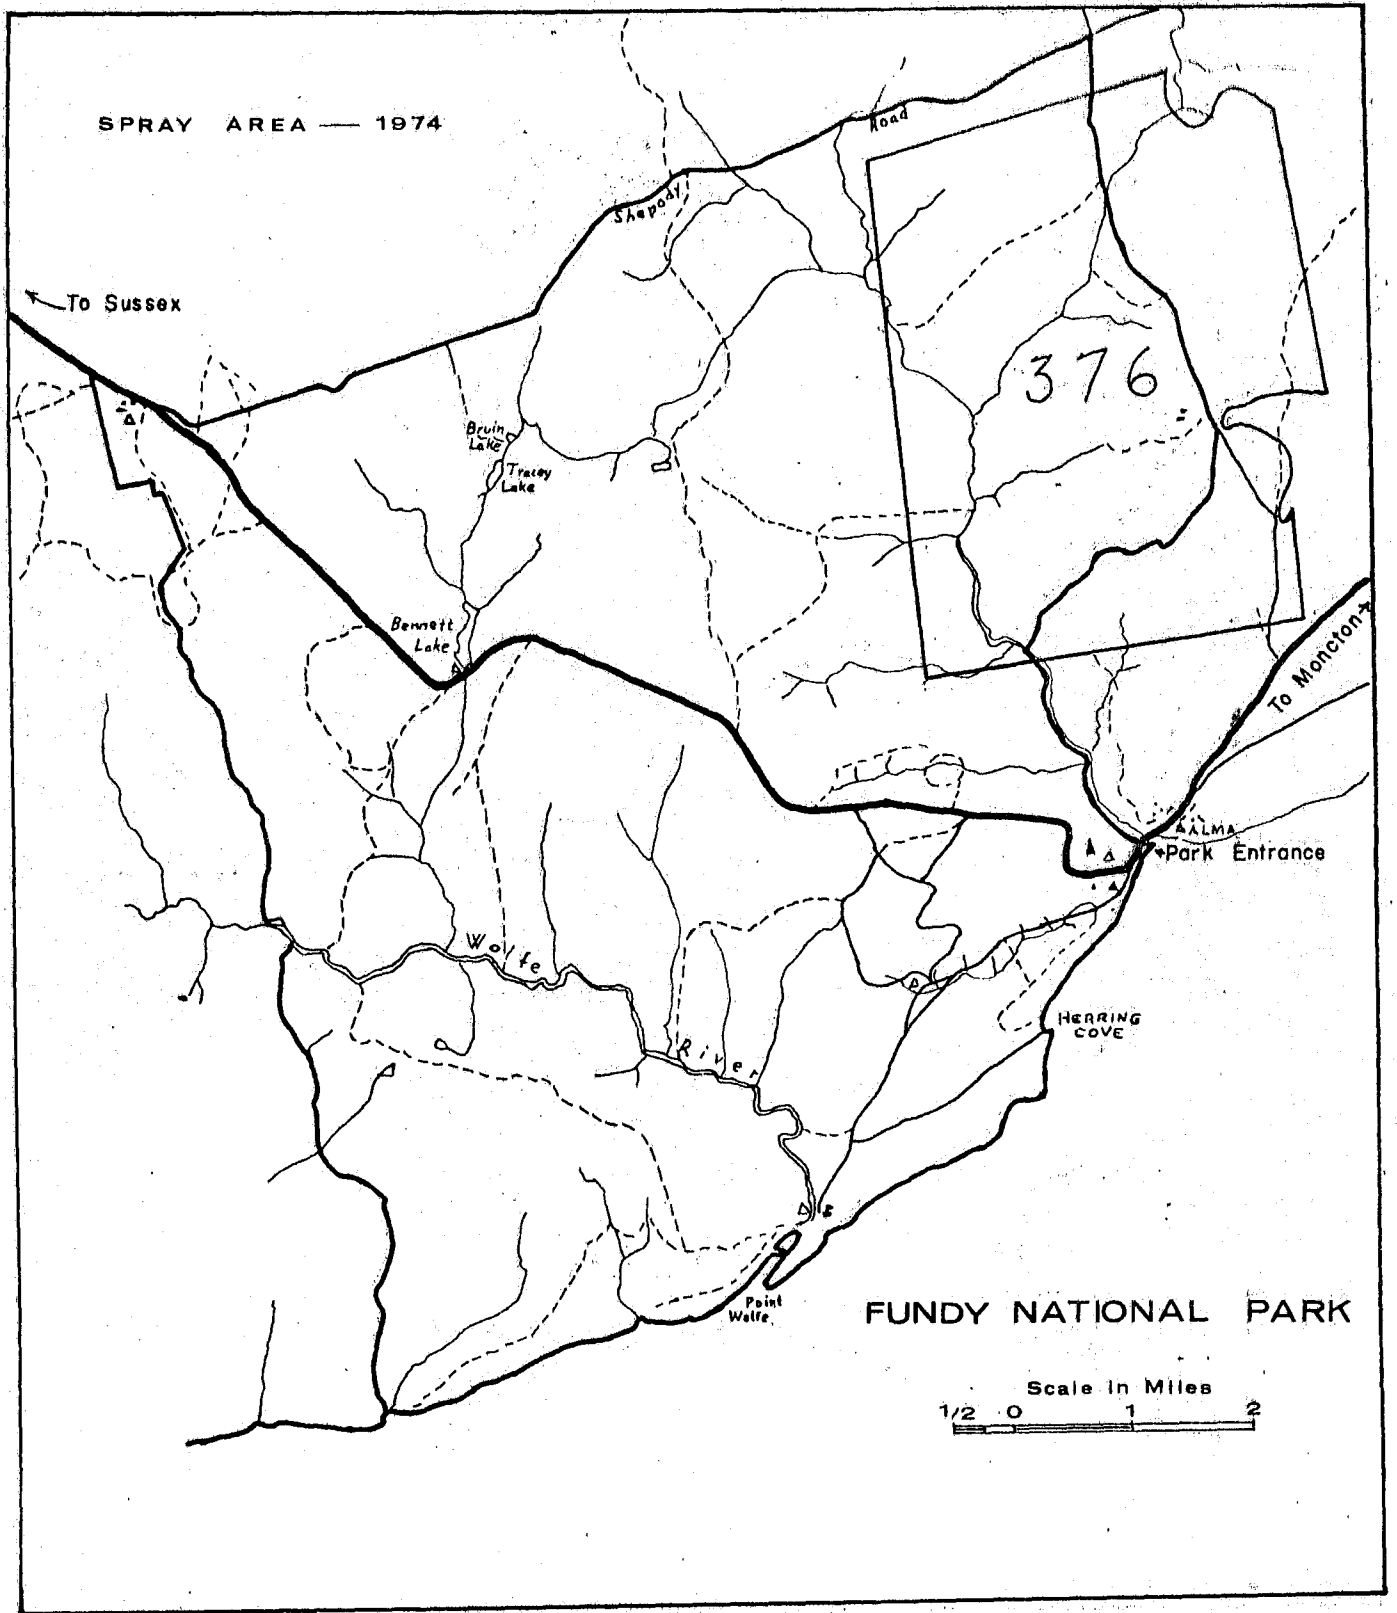 SPRAY AREA — 1974
Road
Shepody
To Sussex
376
Bruin
Lake
Tracey
Lake
Bennett
Lake
To Moncton
ALMA
Park Entrance
Wolfe
River
HERRING
COVE
Point
Wolfe
FUNDY NATIONAL PARK
Scale in Miles
1/2 0 1 2